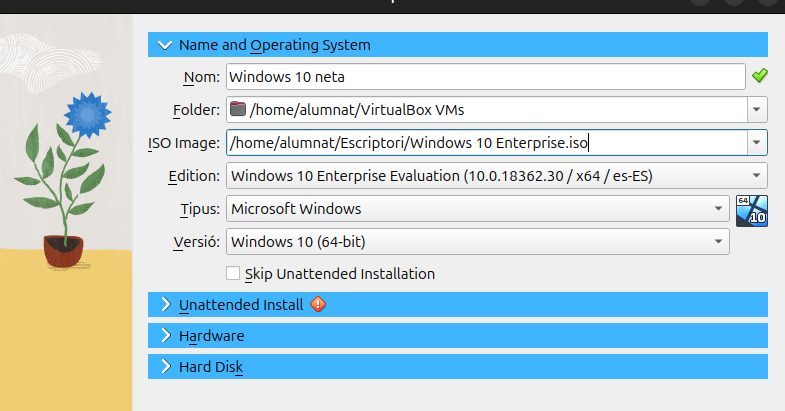 Name and Operating System
Nom: Windows 10 neta
Folder: /home/alumnat/VirtualBox VMs
ISO Image: /home/alumnat/Escriptori/Windows 10 Enterprise.iso
Edition: Windows 10 Enterprise Evaluation (10.0.18362.30 / x64 / es-ES)
Tipus: Microsoft Windows
64
10
Versió: Windows 10 (64-bit)
Skip Unattended Installation
Unattended Install
Hardware
Hard Disk